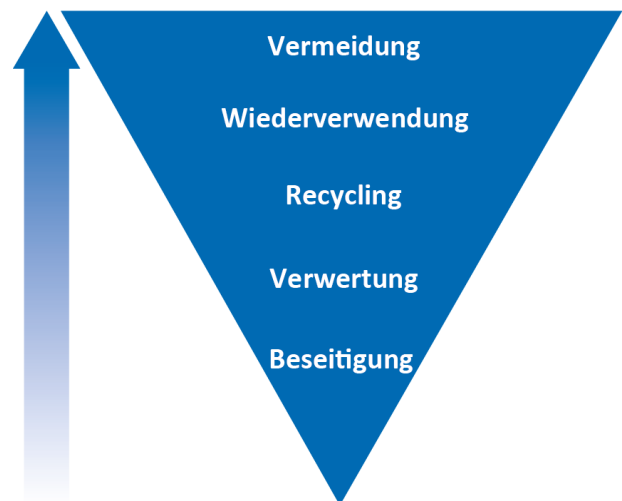 Vermeidung
Wiederverwendung
Recycling
Verwertung
Beseitigung